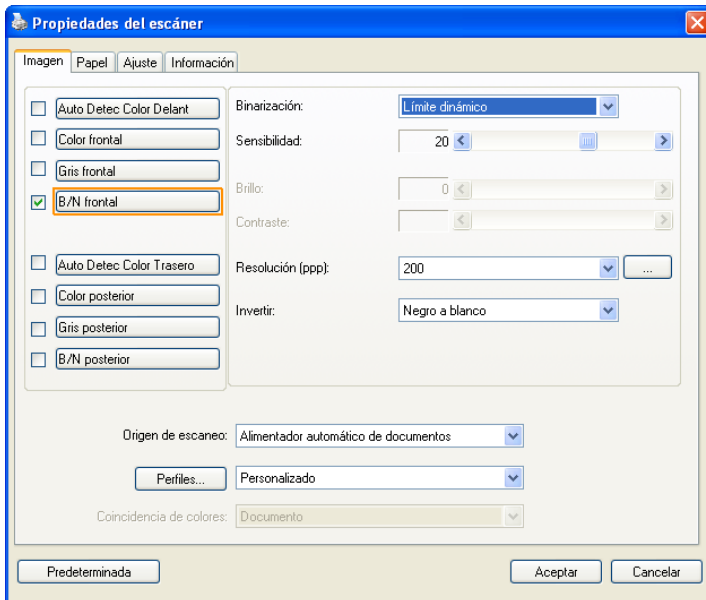 Propiedades del escáner
Imagen Papel Ajuste Información
Auto Detec Color Delant
Color frontal
Gris frontal
B/N frontal
Auto Detec Color Trasero
Color posterior
Gris posterior
B/N posterior
Binarización: Límite dinámico
Sensibilidad: 20
Brillo: 0
Contraste:
Resolución (ppp): 200 ...
Invertir: Negro a blanco
Origen de escaneo: Alimentador automático de documentos
Perfiles... Personalizado
Coincidencia de colores: Documento
Predeterminada Aceptar Cancelar